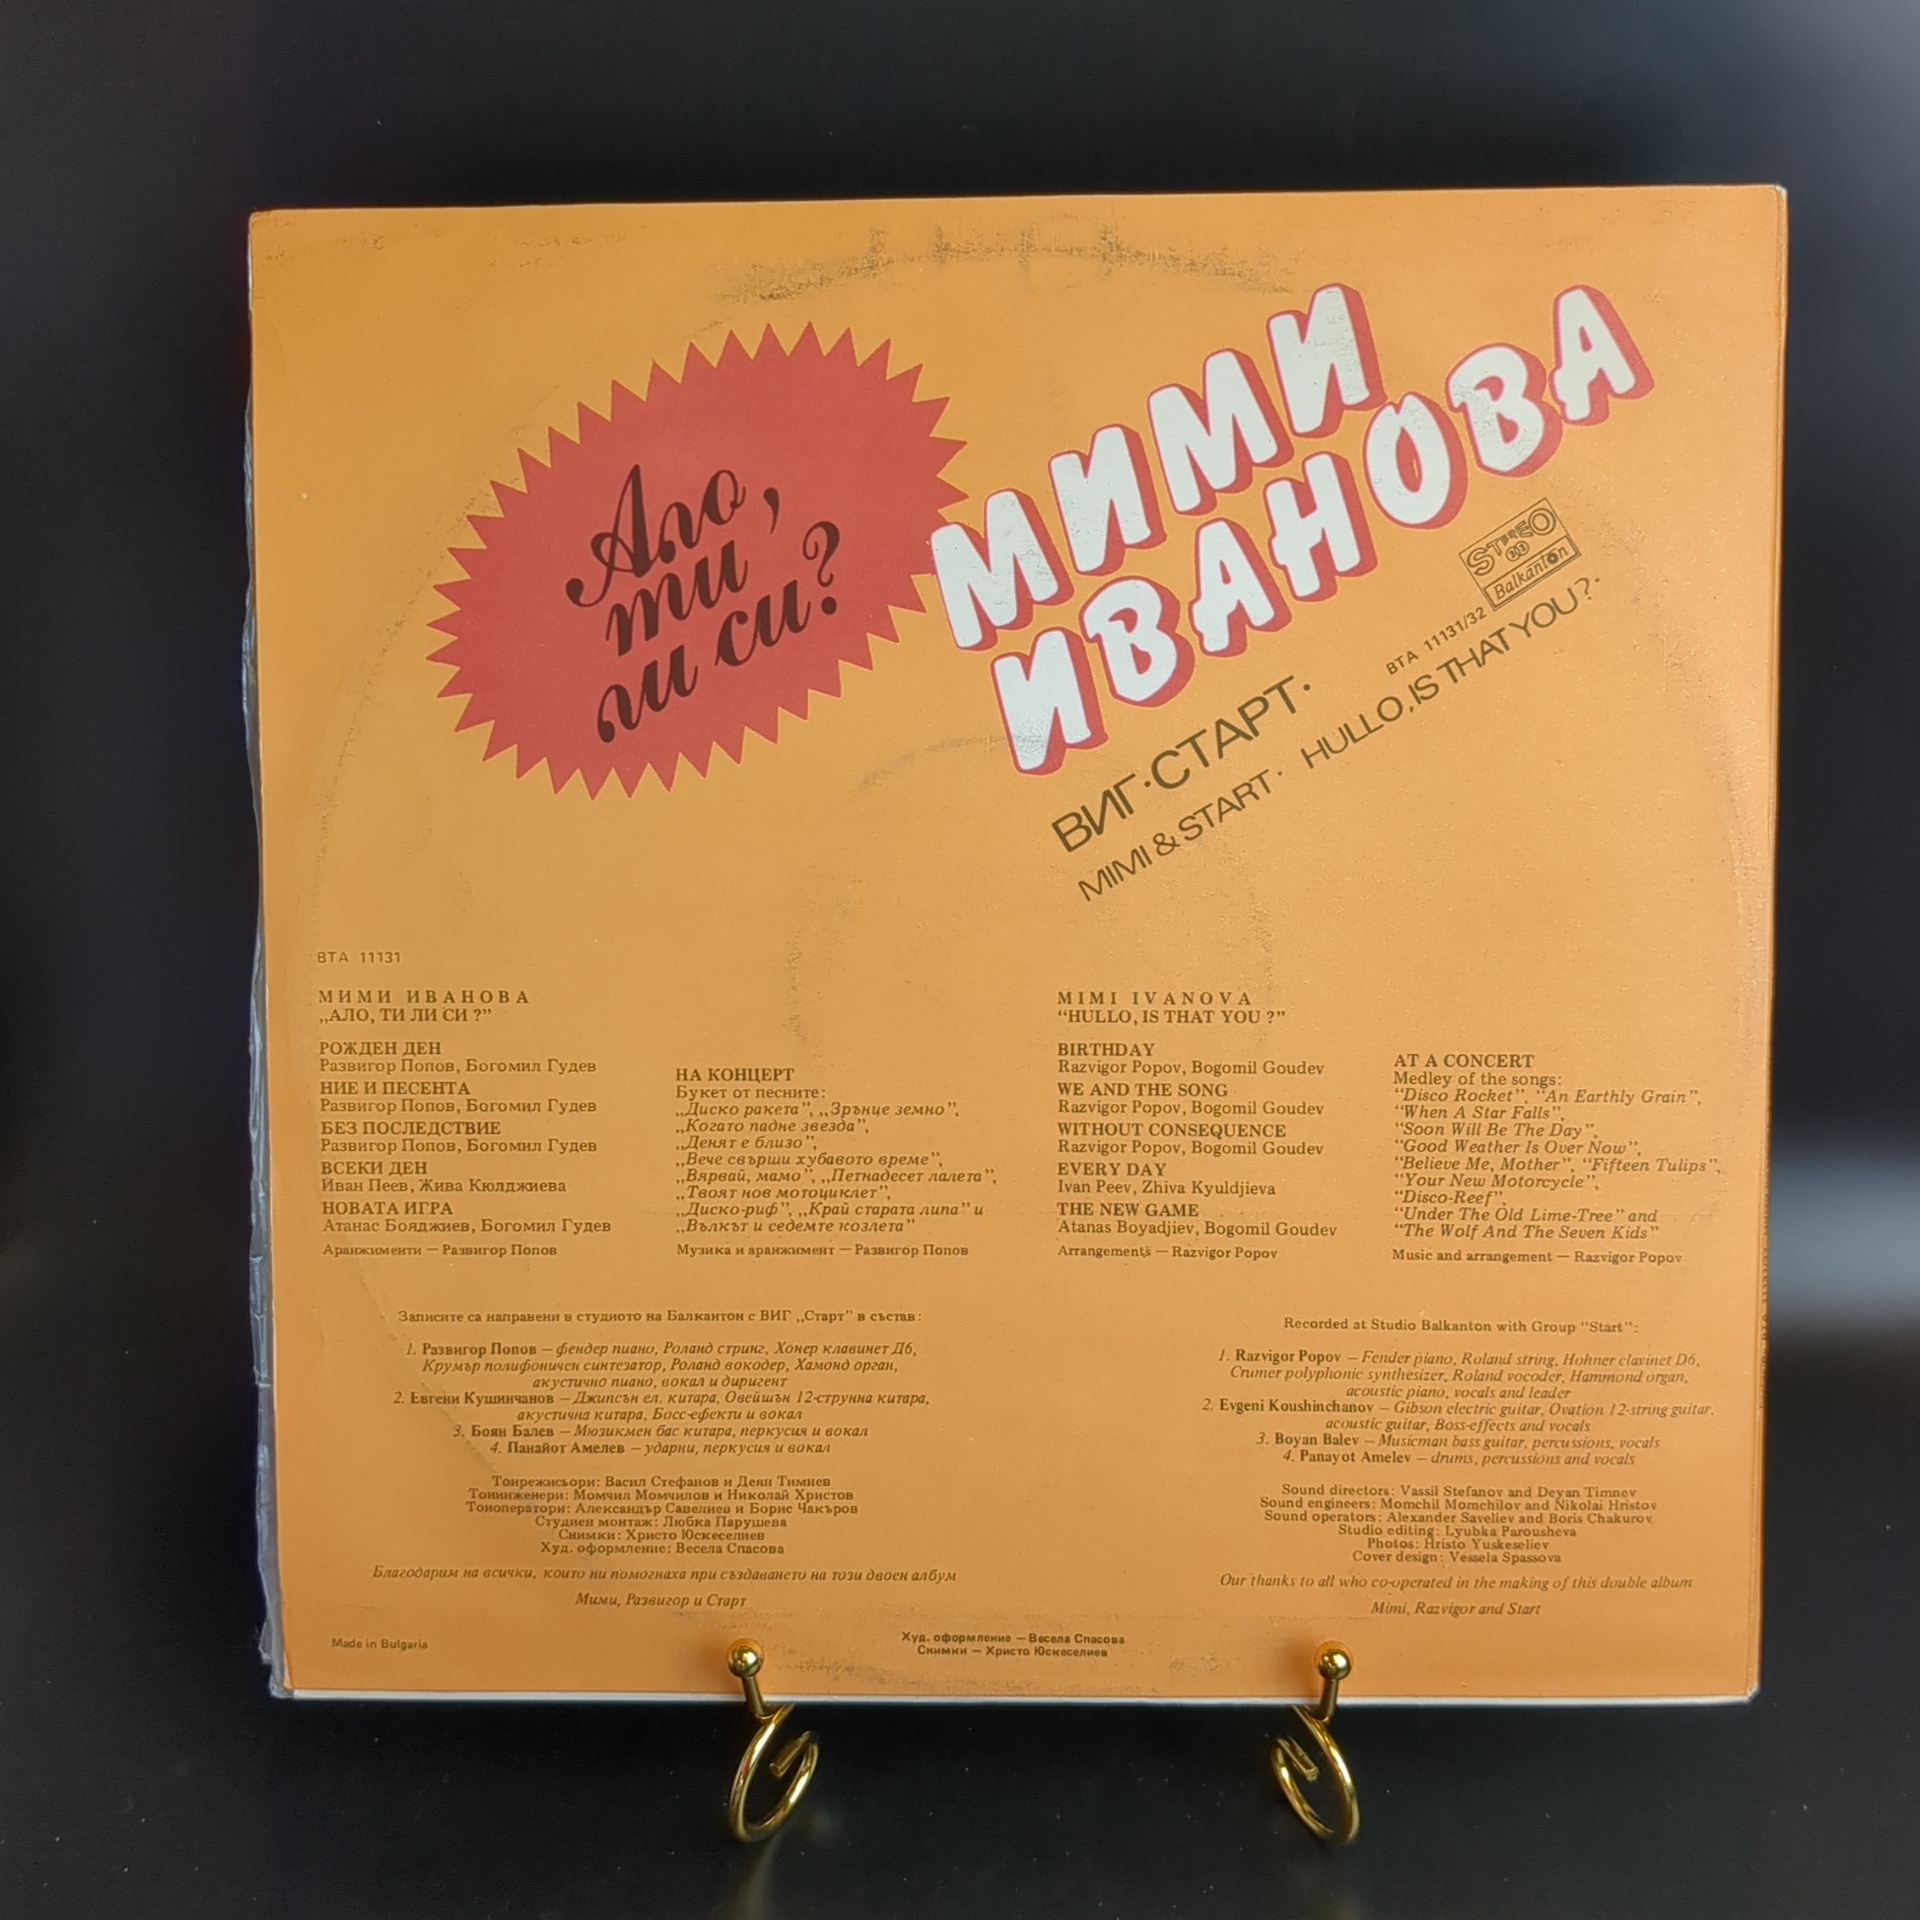 Ало,
ти
ли си?
МИМИ
ИВАНОВА
STEREO
33
Balkanton
BTA 11131/32
ВИГ·СТАРТ·
MIMI & START · HULLO, IS THAT YOU?·
BTA 11131
МИМИ ИВАНОВА
„АЛО, ТИ ЛИ СИ ?”
РОЖДЕН ДЕН
Развигор Попов, Богомил Гудев
НИЕ И ПЕСЕНТА
Развигор Попов, Богомил Гудев
БЕЗ ПОСЛЕДСТВИЕ
Развигор Попов, Богомил Гудев
ВСЕКИ ДЕН
Иван Пеев, Жива Кюлджиева
НОВАТА ИГРА
Атанас Бояджиев, Богомил Гудев
Аранжименти — Развигор Попов
НА КОНЦЕРТ
Букет от песните:
„Диско ракета”, „Зрънце земно”,
„Когато падне звезда”,
„Денят е близо”,
„Вече свърши хубавото време”,
„Вярвай, мамо”, „Петнадесет лалета”,
„Твоят нов мотоциклет”,
„Диско-риф”, „Край старата липа” и
„Вълкът и седемте козлета”
Музика и аранжимент — Развигор Попов
MIMI IVANOVA
“HULLO, IS THAT YOU ?”
BIRTHDAY
Razvigor Popov, Bogomil Goudev
WE AND THE SONG
Razvigor Popov, Bogomil Goudev
WITHOUT CONSEQUENCE
Razvigor Popov, Bogomil Goudev
EVERY DAY
Ivan Peev, Zhiva Kyuldjieva
THE NEW GAME
Atanas Boyadjiev, Bogomil Goudev
Arrangements — Razvigor Popov
AT A CONCERT
Medley of the songs:
“Disco Rocket”, “An Earthly Grain”,
“When A Star Falls”,
“Soon Will Be The Day”,
“Good Weather Is Over Now”,
“Believe Me, Mother”, “Fifteen Tulips”,
“Your New Motorcycle”,
“Disco-Reef”,
“Under The Old Lime-Tree” and
“The Wolf And The Seven Kids”
Music and arrangement — Razvigor Popov
Записите са направени в студиото на Балкантон с ВИГ „Старт” в състав:
1. Развигор Попов — фендер пиано, Роланд стринг, Хонер клавинет Д6,
Крумър полифоничен синтезатор, Роланд вокодер, Хамонд орган,
акустично пиано, вокал и диригент
2. Евгени Кушинчанов — Джипсън ел. китара, Овейшън 12-струнна китара,
акустична китара, Босс-ефекти и вокал
3. Боян Балев — Мюзикмен бас китара, перкусия и вокал
4. Панайот Амелев — ударни, перкусия и вокал
Тонрежисьори: Васил Стефанов и Деян Тимнев
Тонинженери: Момчил Момчилов и Николай Христов
Тоноператори: Александър Савелиев и Борис Чакъров
Студиен монтаж: Любка Парушева
Снимки: Христо Юскеселиев
Худ. оформление: Весела Спасова
Благодарим на всички, които ни помогнаха при създаването на този двоен албум
Мими, Развигор и Старт
Recorded at Studio Balkanton with Group “Start”:
1. Razvigor Popov — Fender piano, Roland string, Hohner clavinet D6,
Crumer polyphonic synthesizer, Roland vocoder, Hammond organ,
acoustic piano, vocals and leader
2. Evgeni Koushinchanov — Gibson electric guitar, Ovation 12-string guitar,
acoustic guitar, Boss-effects and vocals
3. Boyan Balev — Musicman bass guitar, percussions, vocals
4. Panayot Amelev — drums, percussions and vocals
Sound directors: Vassil Stefanov and Deyan Timnev
Sound engineers: Momchil Momchilov and Nikolai Hristov
Sound operators: Alexander Saveliev and Boris Chakurov
Studio editing: Lyubka Parousheva
Photos: Hristo Yuskeseliev
Cover design: Vessela Spassova
Our thanks to all who co-operated in the making of this double album
Mimi, Razvigor and Start
Made in Bulgaria
Худ. оформление — Весела Спасова
Снимки — Христо Юскеселиев